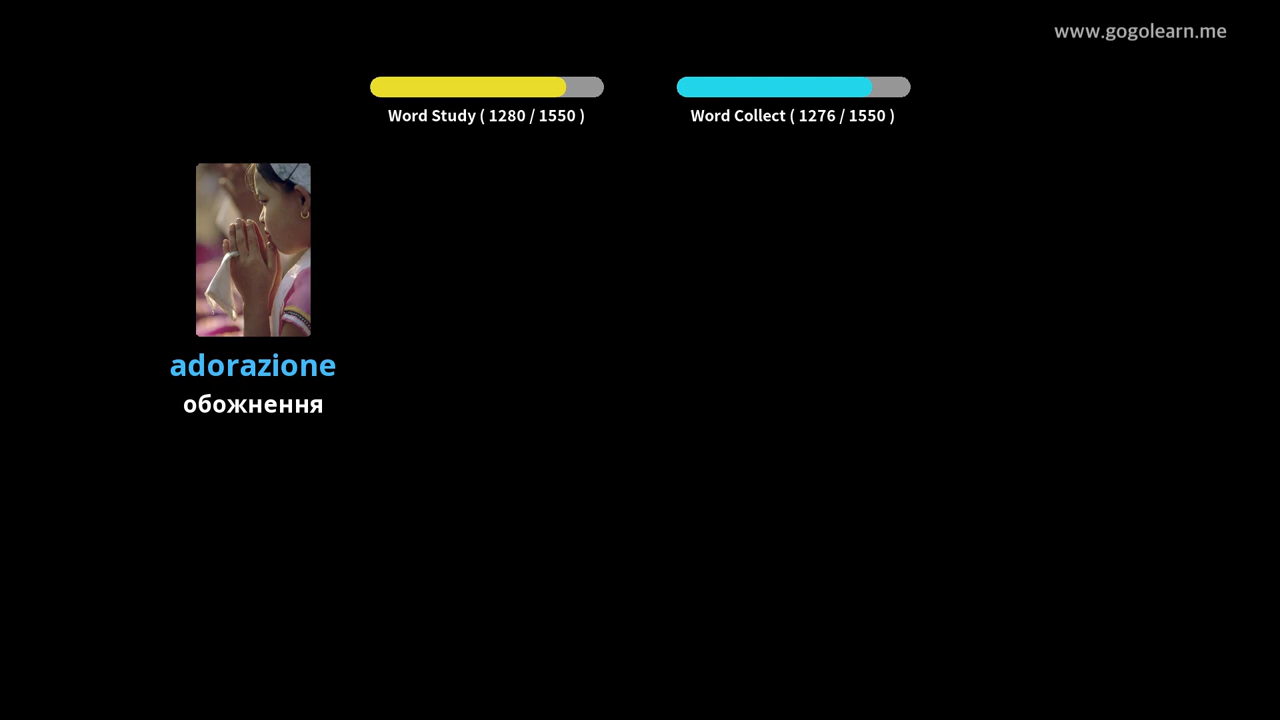 www.gogolearn.me
Word Study ( 1280 / 1550 )
Word Collect ( 1276 / 1550 )
adorazione
обожнення